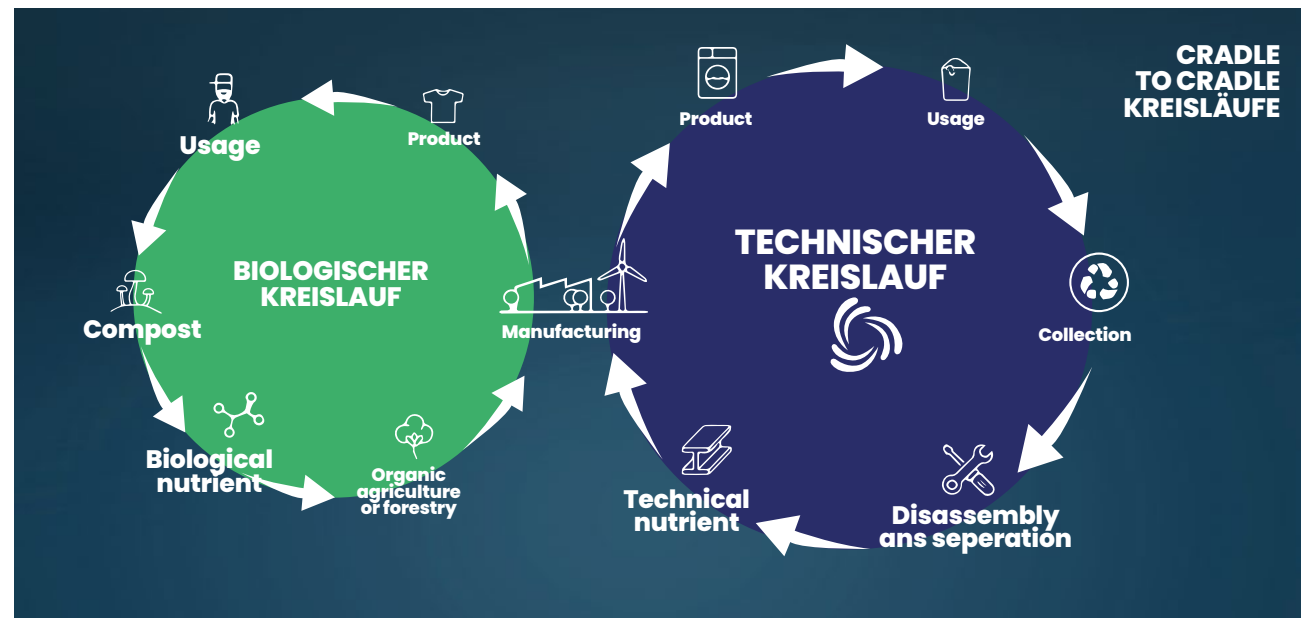 CRADLE
TO CRADLE
KREISLÄUFE
Usage
Product
BIOLOGISCHER
KREISLAUF
Compost
Biological
nutrient
Organic
agriculture
or forestry
Manufacturing
Product
Usage
TECHNISCHER
KREISLAUF
Collection
Technical
nutrient
Disassembly
ans seperation